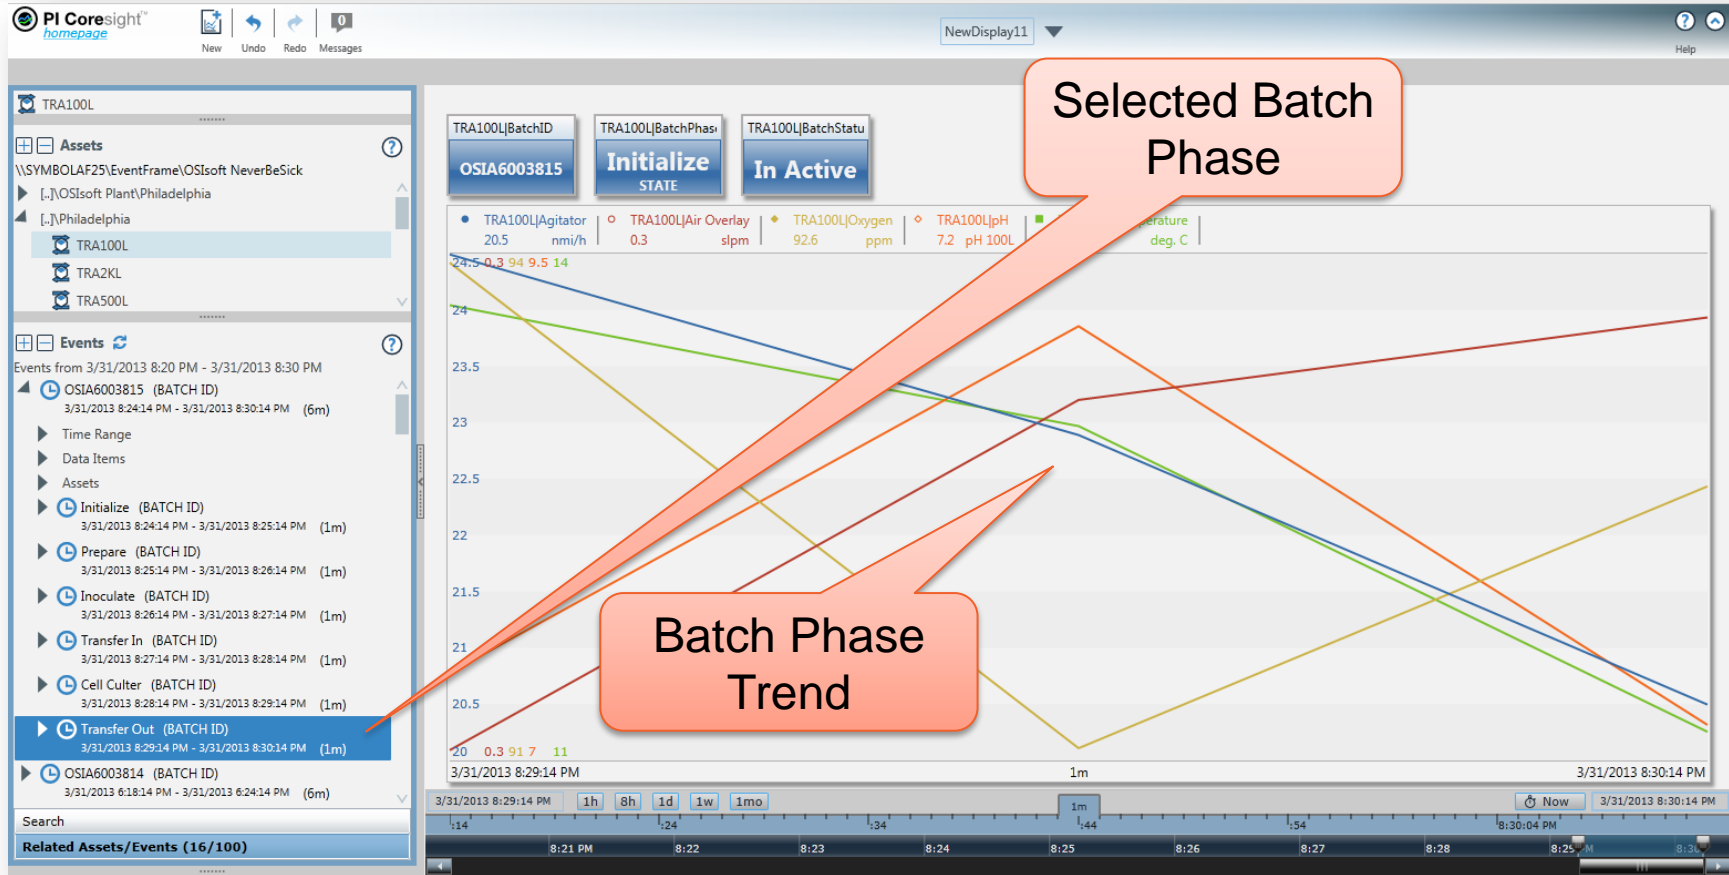 PI Coresight™
homepage
New
Undo
Redo
0
Messages
NewDisplay11
Help
TRA100L
Assets
\\SYMBOLAF25\EventFrame\OSIsoft NeverBeSick
[..]\OSIsoft Plant\Philadelphia
[..]\Philadelphia
TRA100L
TRA2KL
TRA500L
Events
Events from 3/31/2013 8:20 PM - 3/31/2013 8:30 PM
OSIA6003815 (BATCH ID)
3/31/2013 8:24:14 PM - 3/31/2013 8:30:14 PM (6m)
Time Range
Data Items
Assets
Initialize (BATCH ID)
3/31/2013 8:24:14 PM - 3/31/2013 8:25:14 PM (1m)
Prepare (BATCH ID)
3/31/2013 8:25:14 PM - 3/31/2013 8:26:14 PM (1m)
Inoculate (BATCH ID)
3/31/2013 8:26:14 PM - 3/31/2013 8:27:14 PM (1m)
Transfer In (BATCH ID)
3/31/2013 8:27:14 PM - 3/31/2013 8:28:14 PM (1m)
Cell Culter (BATCH ID)
3/31/2013 8:28:14 PM - 3/31/2013 8:29:14 PM (1m)
Transfer Out (BATCH ID)
3/31/2013 8:29:14 PM - 3/31/2013 8:30:14 PM (1m)
OSIA6003814 (BATCH ID)
3/31/2013 6:18:14 PM - 3/31/2013 6:24:14 PM (6m)
Search
Related Assets/Events (16/100)
TRA100L|BatchID
OSIA6003815
TRA100L|BatchPhas
Initialize
STATE
TRA100L|BatchStatu
In Active
Selected Batch
Phase
TRA100L|Agitator
20.5 nmi/h
TRA100L|Air Overlay
0.3 slpm
TRA100L|Oxygen
92.6 ppm
TRA100L|pH
7.2 pH 100L
erature
deg. C
24.5 0.3 94 9.5 14
24
23.5
23
22.5
22
21.5
21
20.5
20 0.3 91 7 11
Batch Phase
Trend
3/31/2013 8:29:14 PM
1m
3/31/2013 8:30:14 PM
3/31/2013 8:29:14 PM
1h
8h
1d
1w
1mo
1m
Now
3/31/2013 8:30:14 PM
:14
:24
:34
:44
:54
8:30:04 PM
8:21 PM
8:22
8:23
8:24
8:25
8:26
8:27
8:28